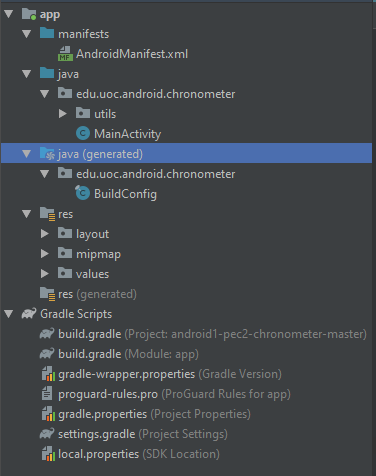 app
manifests
MF AndroidManifest.xml
java
edu.uoc.android.chronometer
utils
C MainActivity
java (generated)
edu.uoc.android.chronometer
C BuildConfig
res
layout
mipmap
values
res (generated)
Gradle Scripts
build.gradle (Project: android1-pec2-chronometer-master)
build.gradle (Module: app)
gradle-wrapper.properties (Gradle Version)
proguard-rules.pro (ProGuard Rules for app)
gradle.properties (Project Properties)
settings.gradle (Project Settings)
local.properties (SDK Location)